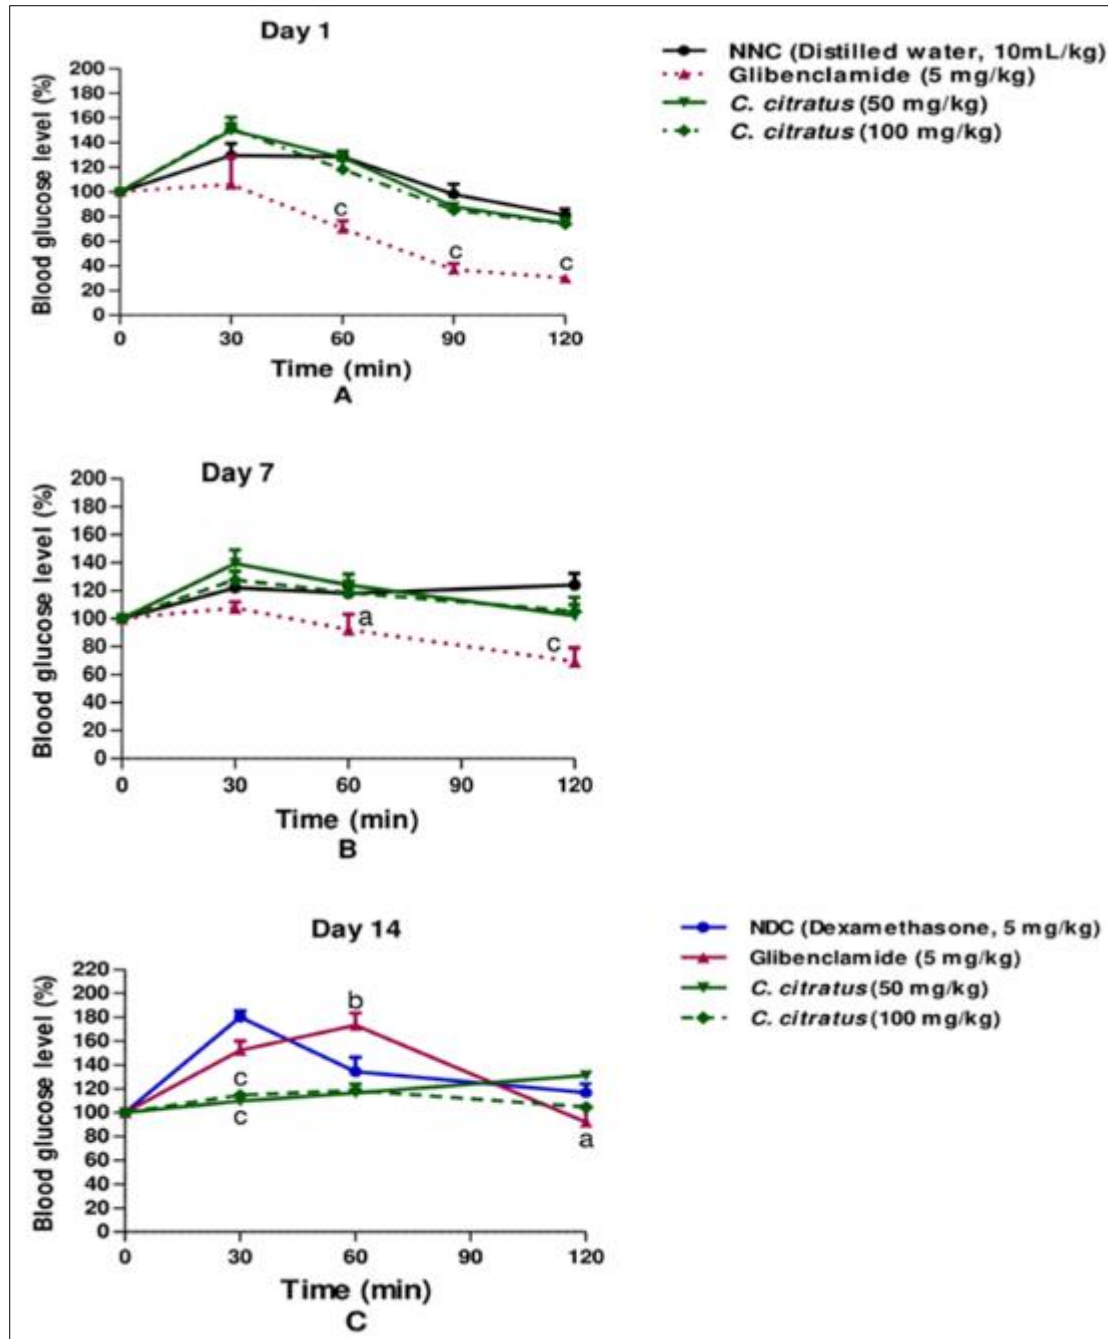 Day 1
NNC (Distilled water, 10mL/kg)
Glibenclamide (5 mg/kg)
C. citratus (50 mg/kg)
C. citratus (100 mg/kg)
Blood glucose level (%)
200
180
160
140
120
100
80
60
40
20
0
c
c
c
0 30 60 90 120
Time (min)
A
Day 7
Blood glucose level (%)
200
180
160
140
120
100
80
60
40
20
0
a
c
0 30 60 90 120
Time (min)
B
Day 14
NDC (Dexamethasone, 5 mg/kg)
Glibenclamide (5 mg/kg)
C. citratus (50 mg/kg)
C. citratus (100 mg/kg)
Blood glucose level (%)
220
200
180
160
140
120
100
80
60
40
20
0
b
c
c
a
0 30 60 90 120
Time (min)
C